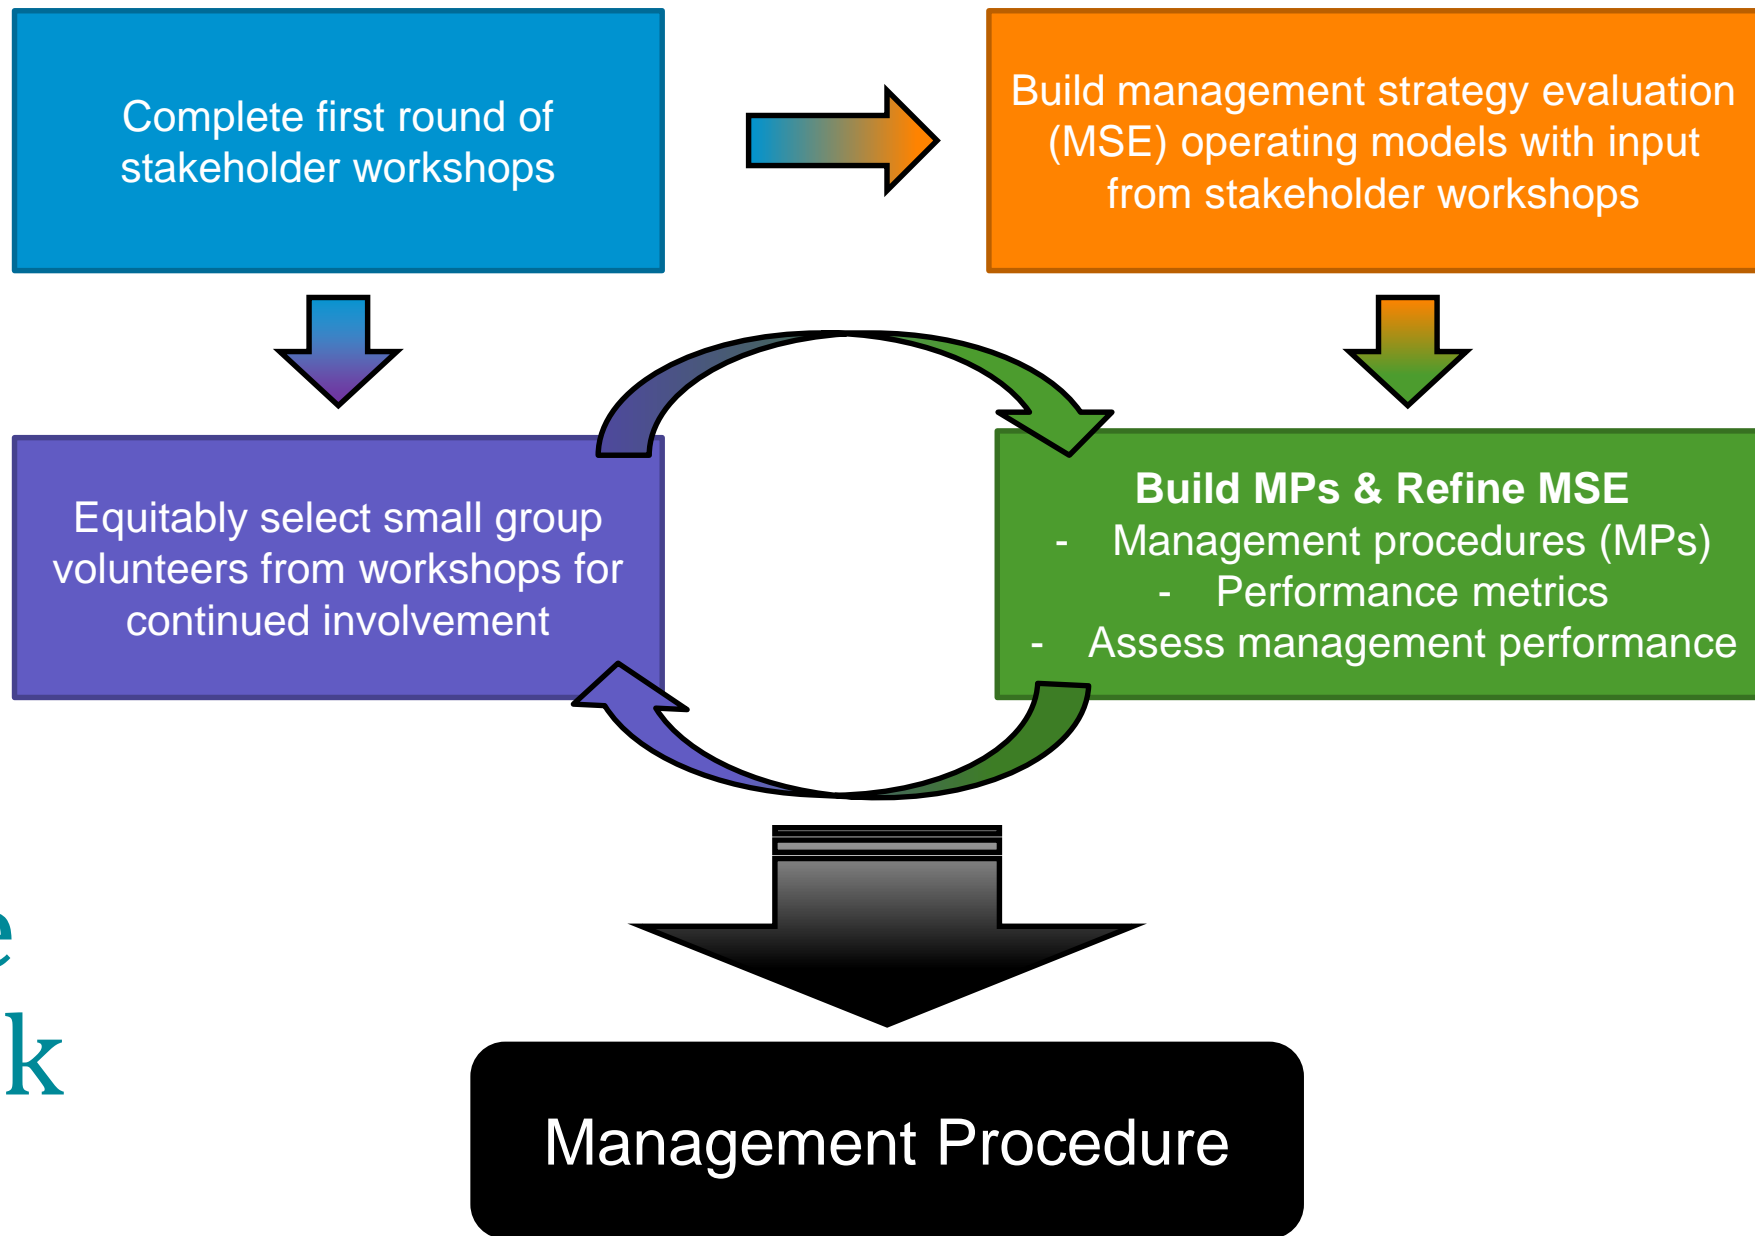 Complete first round of
stakeholder workshops
Build management strategy evaluation
(MSE) operating models with input
from stakeholder workshops
Equitably select small group
volunteers from workshops for
continued involvement
Build MPs & Refine MSE
- Management procedures (MPs)
- Performance metrics
- Assess management performance
e
k
Management Procedure